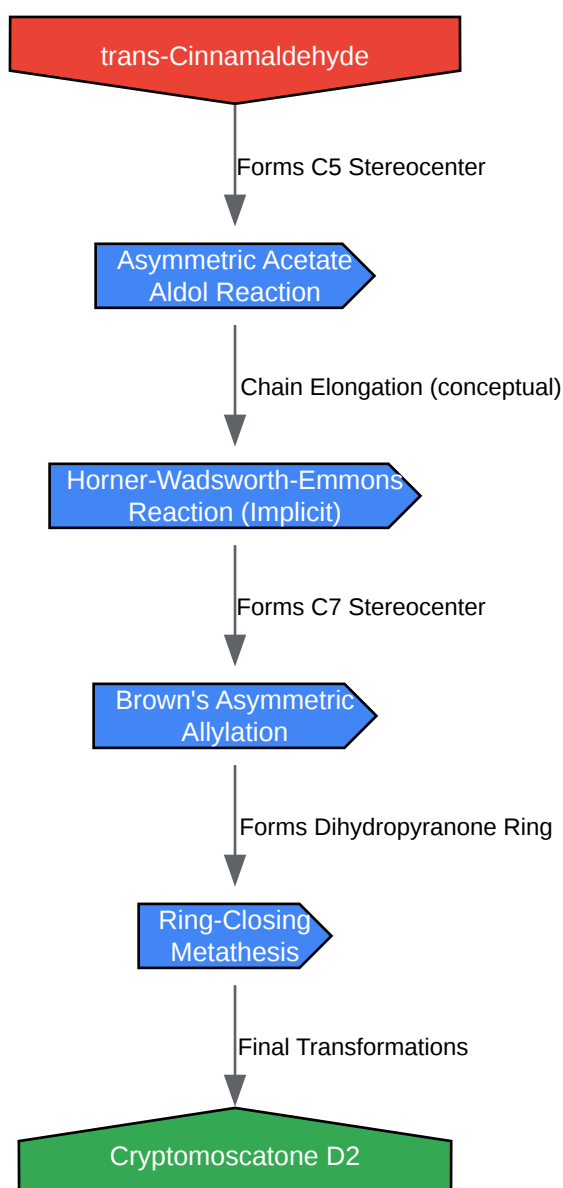 trans-Cinnamaldehyde
Forms C5 Stereocenter
Asymmetric Acetate
Aldol Reaction
Chain Elongation (conceptual)
Horner-Wadsworth-Emmons
Reaction (Implicit)
Forms C7 Stereocenter
Brown's Asymmetric
Allylation
Forms Dihydropyranone Ring
Ring-Closing
Metathesis
Final Transformations
Cryptomoscatone D2